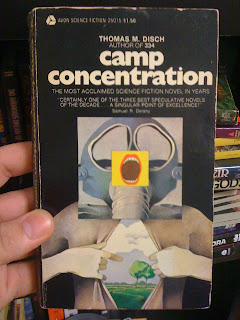 AVON SCIENCE FICTION 25015 $1.50
THOMAS M. DISCH
AUTHOR OF 334
camp
concentration
THE MOST ACCLAIMED SCIENCE FICTION NOVEL IN YEARS
"CERTAINLY ONE OF THE THREE BEST SPECULATIVE NOVELS
OF THE DECADE ... A SINGULAR POINT OF EXCELLENCE!"
Samuel R. Delany